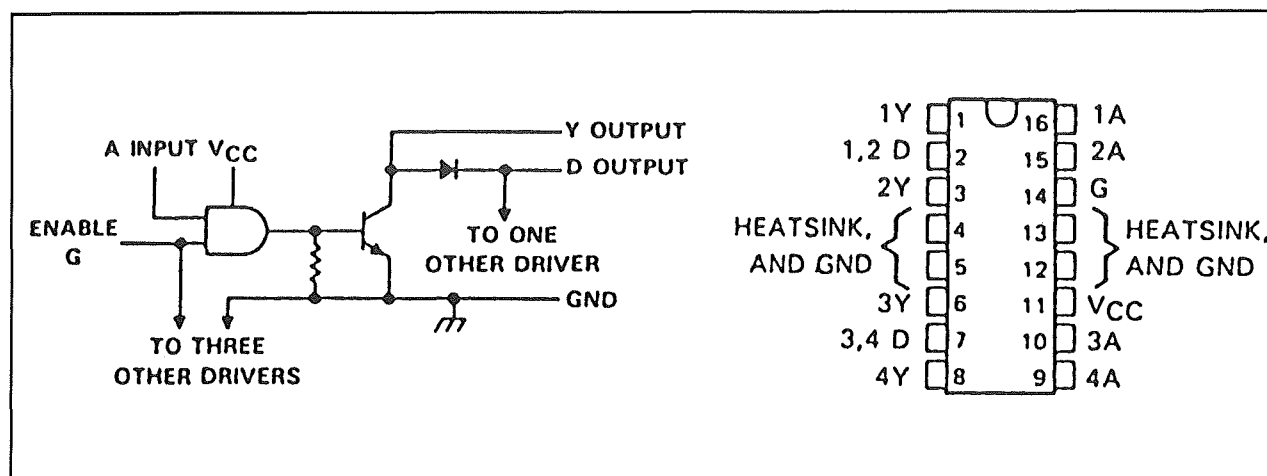 A INPUT VCC
ENABLE
G
Y OUTPUT
D OUTPUT
TO ONE
OTHER DRIVER
GND
TO THREE
OTHER DRIVERS
1Y 1 16 1A
1,2 D 2 15 2A
2Y 3 14 G
HEATSINK,
AND GND
4 13
5 12
HEATSINK,
AND GND
3Y 6 11 VCC
3,4 D 7 10 3A
4Y 8 9 4A